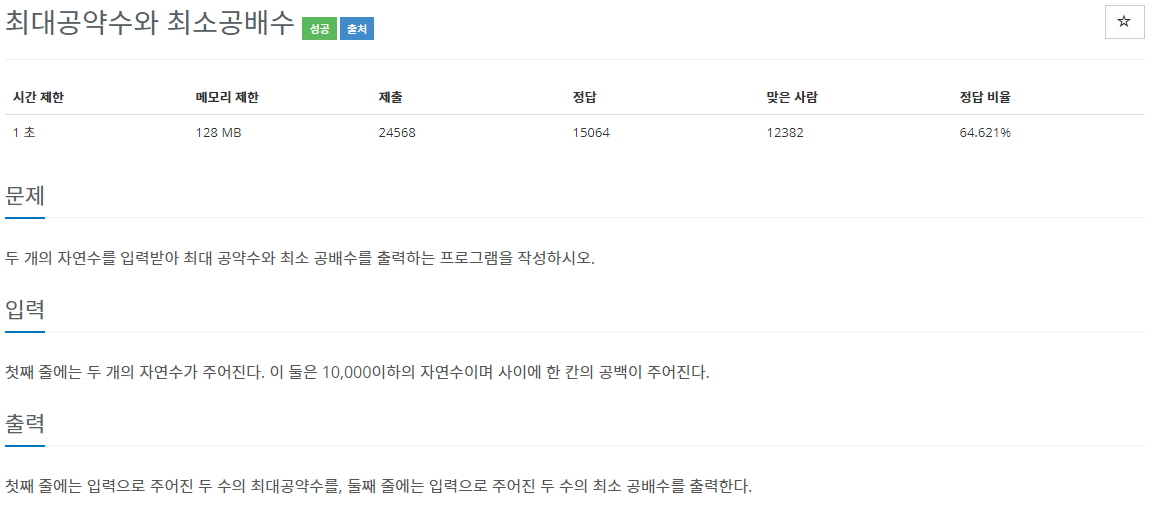 최대공약수와 최소공배수 성공 출처
☆
시간 제한 메모리 제한 제출 정답 맞은 사람 정답 비율
1 초 128 MB 24568 15064 12382 64.621%
문제
두 개의 자연수를 입력받아 최대 공약수와 최소 공배수를 출력하는 프로그램을 작성하시오.
입력
첫째 줄에는 두 개의 자연수가 주어진다. 이 둘은 10,000이하의 자연수이며 사이에 한 칸의 공백이 주어진다.
출력
첫째 줄에는 입력으로 주어진 두 수의 최대공약수를, 둘째 줄에는 입력으로 주어진 두 수의 최소 공배수를 출력한다.